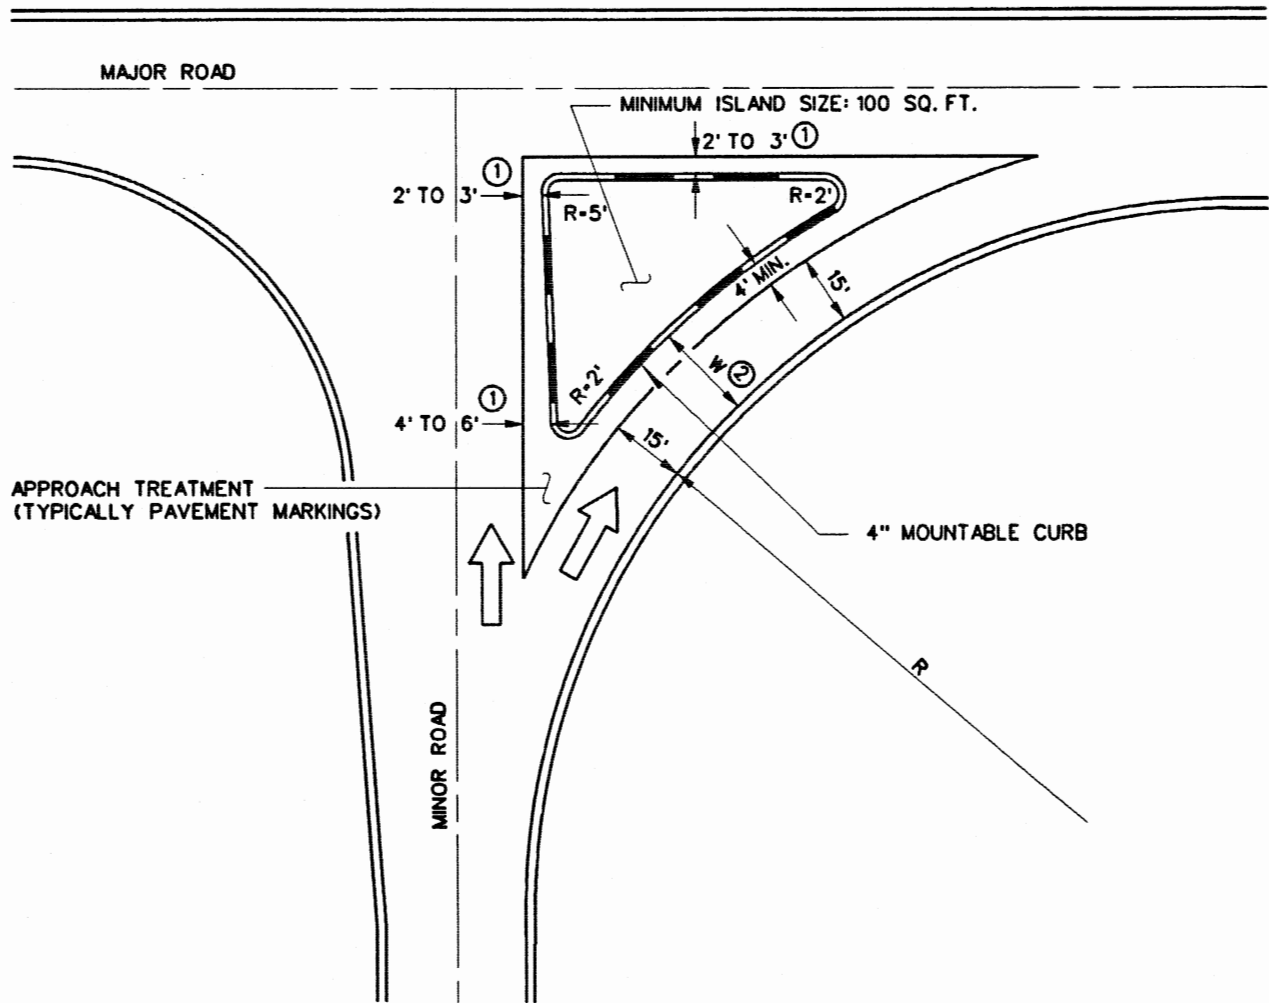 MAJOR ROAD
MINIMUM ISLAND SIZE: 100 SQ. FT.
2' TO 3' ①
①
2' TO 3'
R=5'
R=2'
4' MIN.
15'
W ②
R=2'
①
4' TO 6'
15'
APPROACH TREATMENT
(TYPICALLY PAVEMENT MARKINGS)
4" MOUNTABLE CURB
R
MINOR ROAD